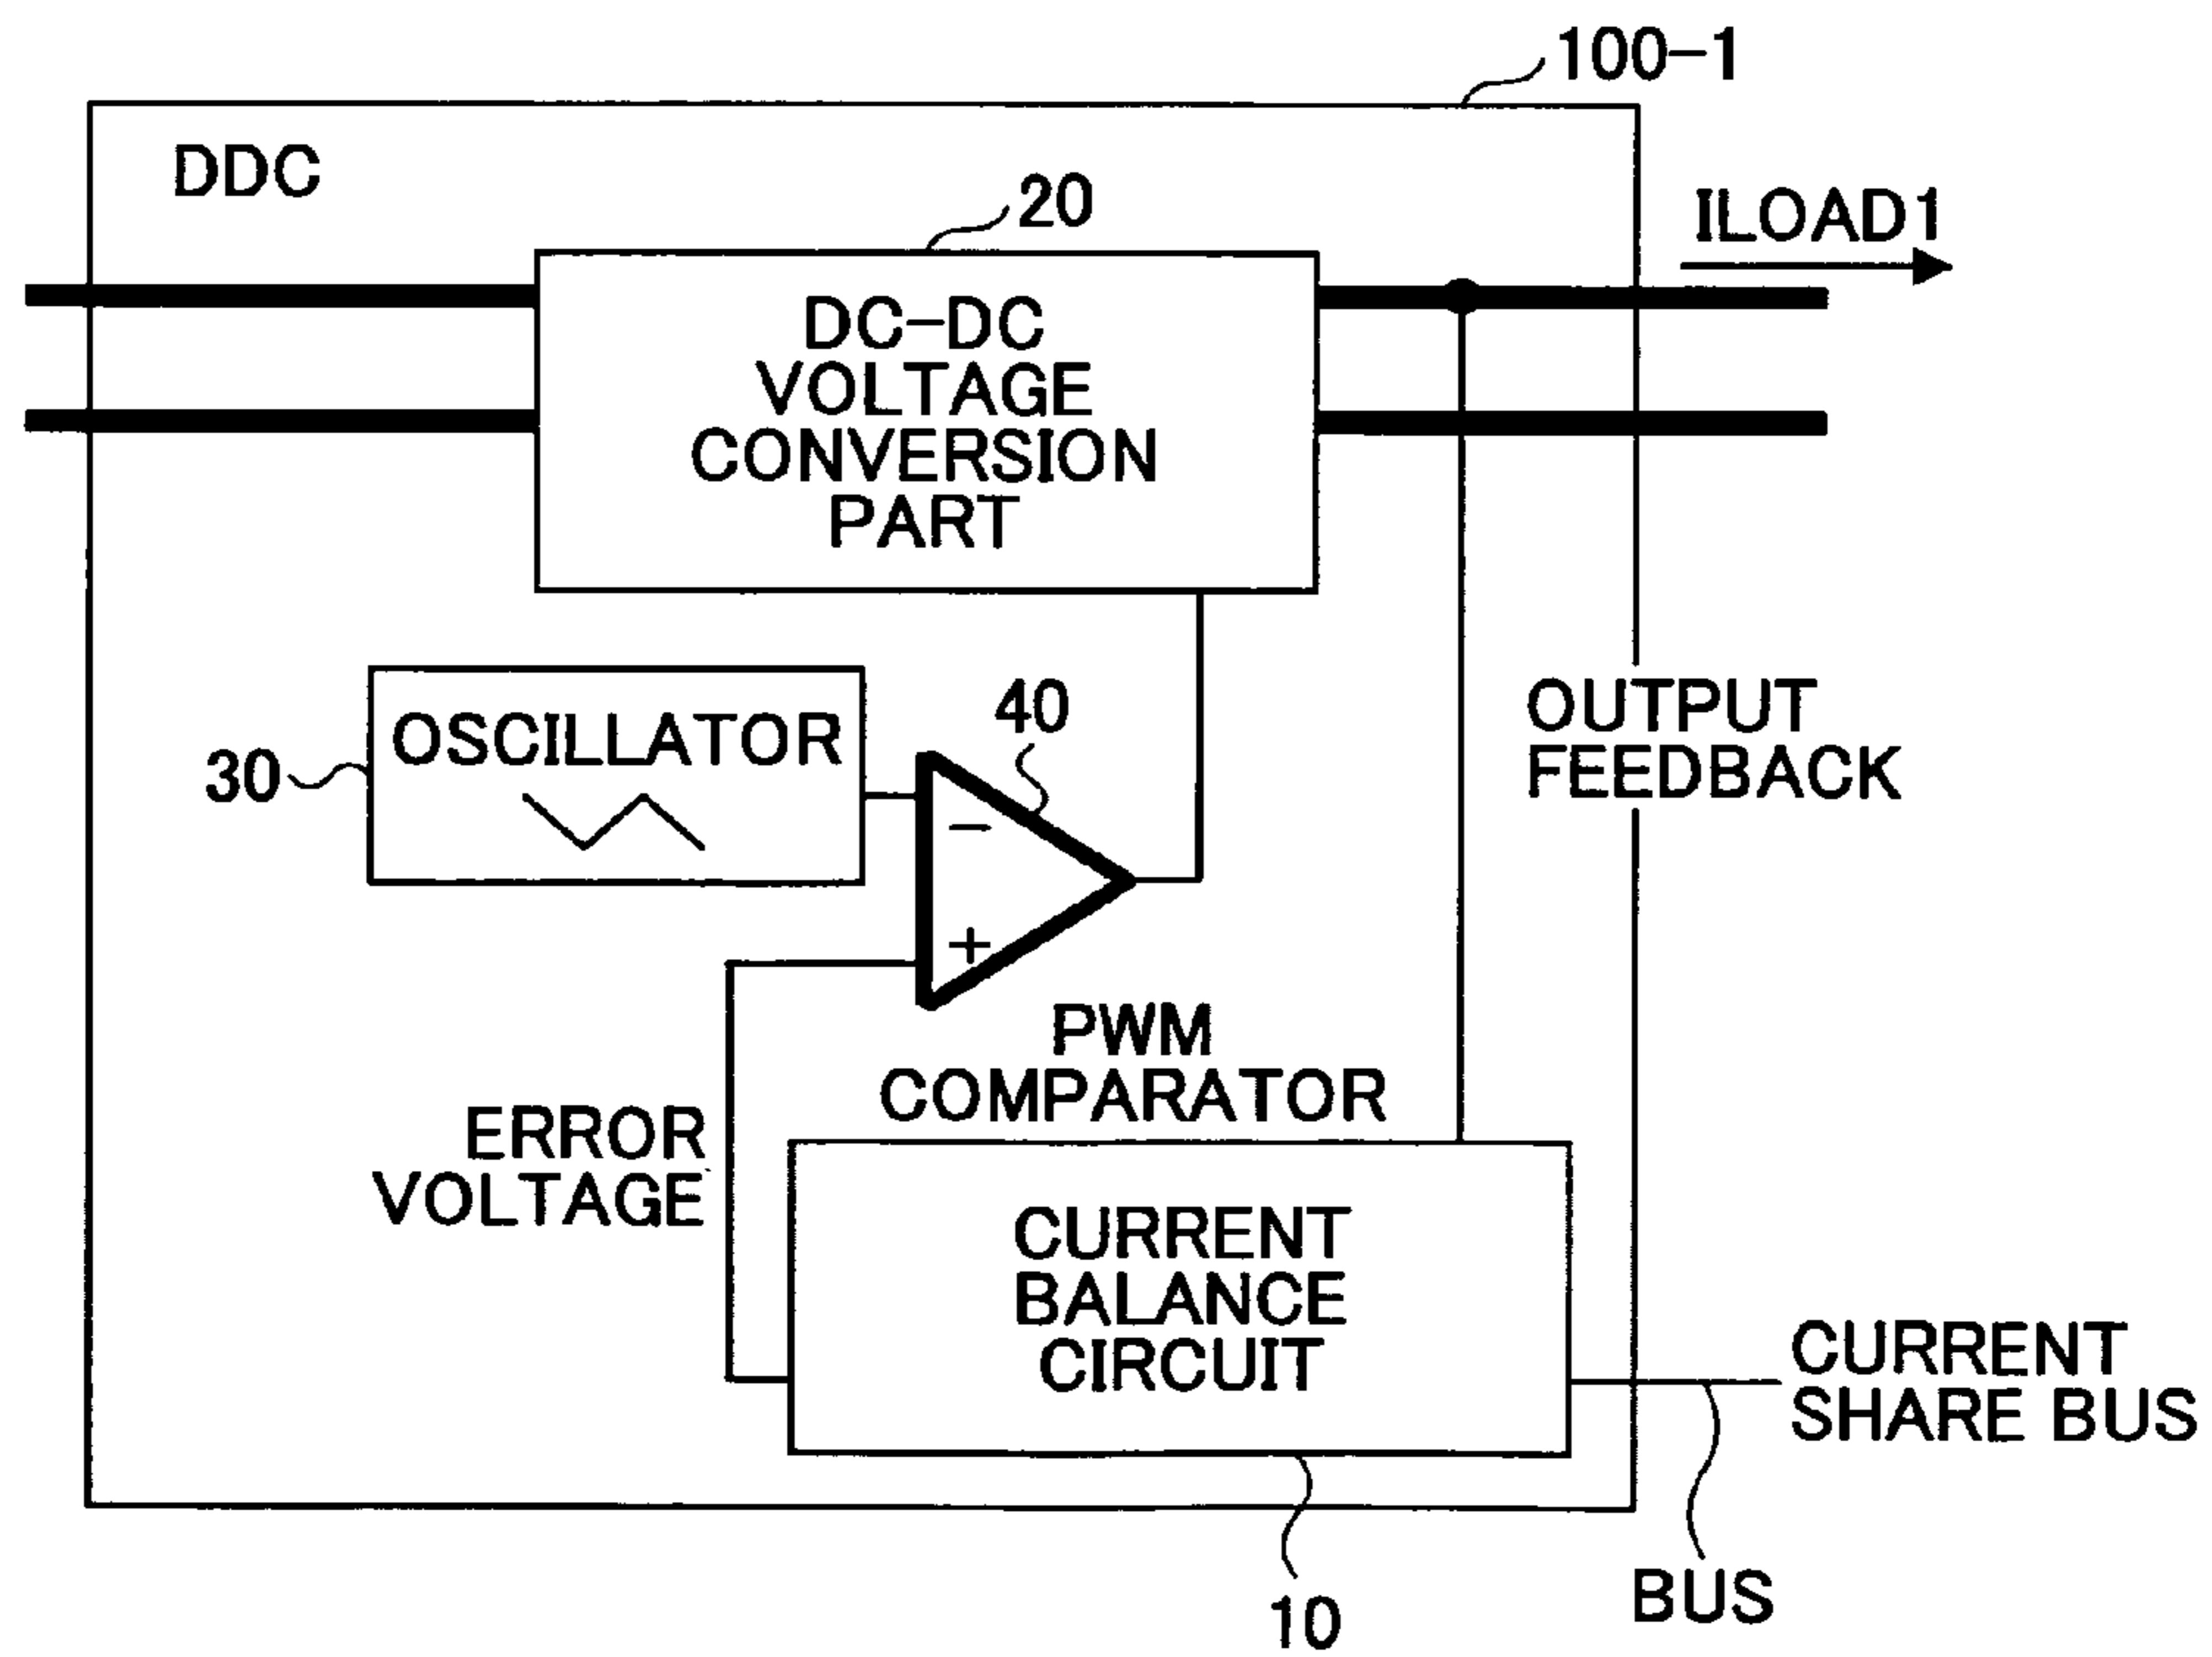 100-1
DDC
20
ILOAD1
DC-DC
VOLTAGE
CONVERSION
PART
OSCILLATOR
30
40
-
+
OUTPUT
FEEDBACK
PWM
COMPARATOR
ERROR
VOLTAGE
CURRENT
BALANCE
CIRCUIT
CURRENT
SHARE BUS
BUS
10